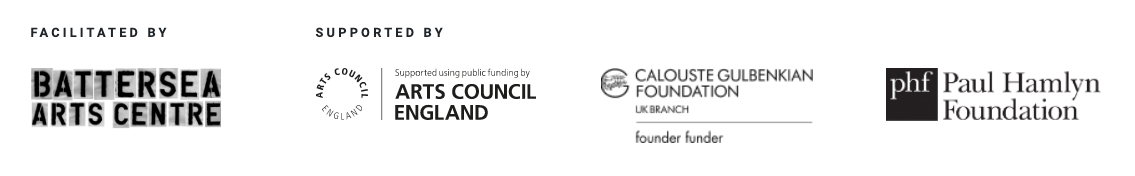 FACILITATED BY
BATTERSEA
ARTS CENTRE
SUPPORTED BY
ARTS COUNCIL
ENGLAND
Supported using public funding by
ARTS COUNCIL
ENGLAND
CALOUSTE GULBENKIAN
FOUNDATION
UK BRANCH
founder funder
phf
Paul Hamlyn
Foundation